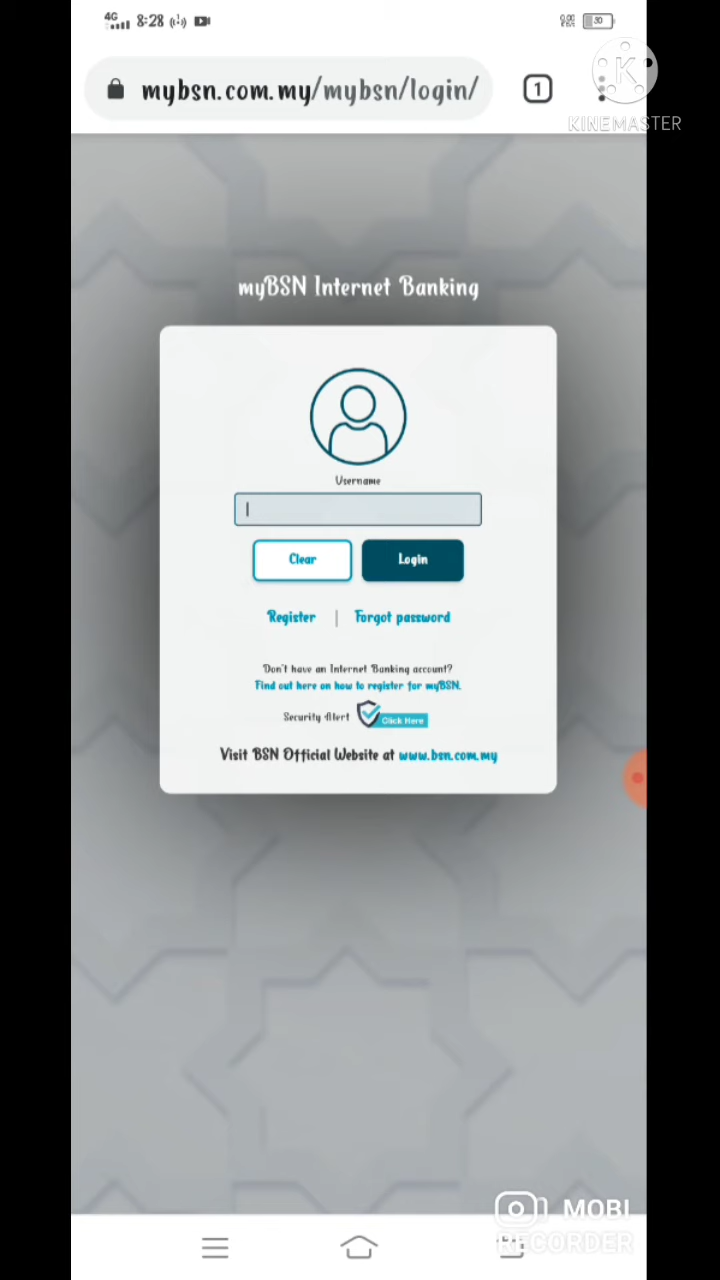 4G 8:28 30
mybsn.com.my/mybsn/login/ 1
KINEMASTER
myBSN Internet Banking
Username
Clear Login
Register | Forgot password
Don't have an Internet Banking account?
Find out here on how to register for myBSN.
Security Alert Click Here
Visit BSN Official Website at www.bsn.com.my
MOBI
RECORDER